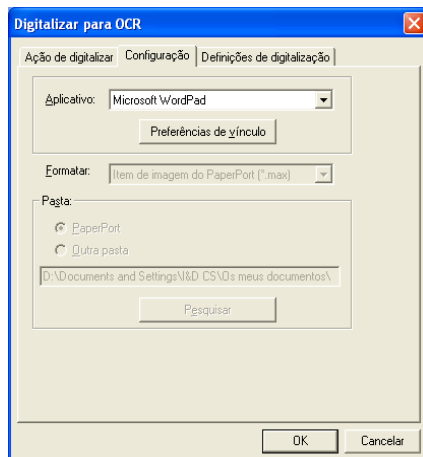 Digitalizar para OCR
Ação de digitalizar Configuração Definições de digitalização
Aplicativo: Microsoft WordPad
Preferências de vínculo
Formatar: Item de imagem do PaperPort (*.max)
Pasta:
PaperPort
Outra pasta
D:\Documents and Settings\I&D CS\Os meus documentos\
Pesquisar
OK Cancelar